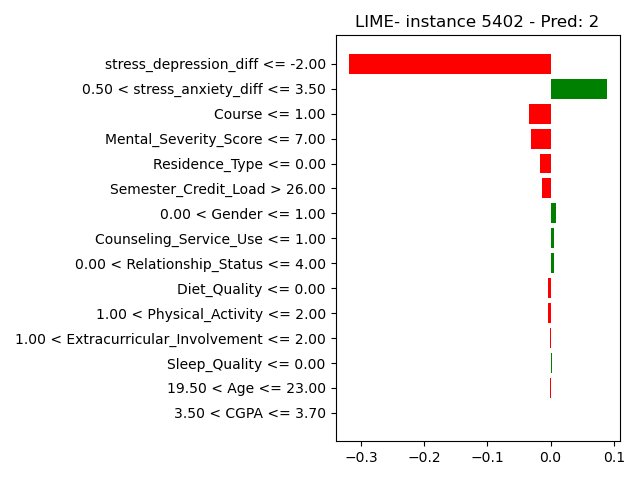 LIME- instance 5402 - Pred: 2
stress_depression_diff <= -2.00
0.50 < stress_anxiety_diff <= 3.50
Course <= 1.00
Mental_Severity_Score <= 7.00
Residence_Type <= 0.00
Semester_Credit_Load > 26.00
0.00 < Gender <= 1.00
Counseling_Service_Use <= 1.00
0.00 < Relationship_Status <= 4.00
Diet_Quality <= 0.00
1.00 < Physical_Activity <= 2.00
1.00 < Extracurricular_Involvement <= 2.00
Sleep_Quality <= 0.00
19.50 < Age <= 23.00
3.50 < CGPA <= 3.70
−0.3 −0.2 −0.1 0.0 0.1